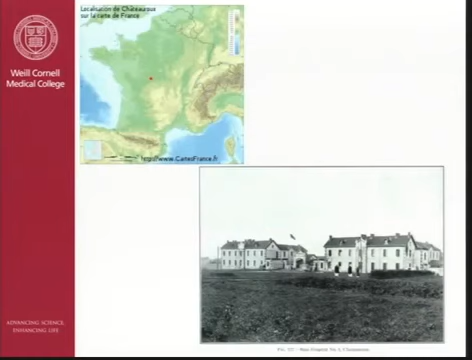 Weill Cornell
Medical College
Localisation de Châteauroux
sur la carte de France
http://www.CartesFrance.fr
ADVANCING SCIENCE.
ENHANCING LIFE